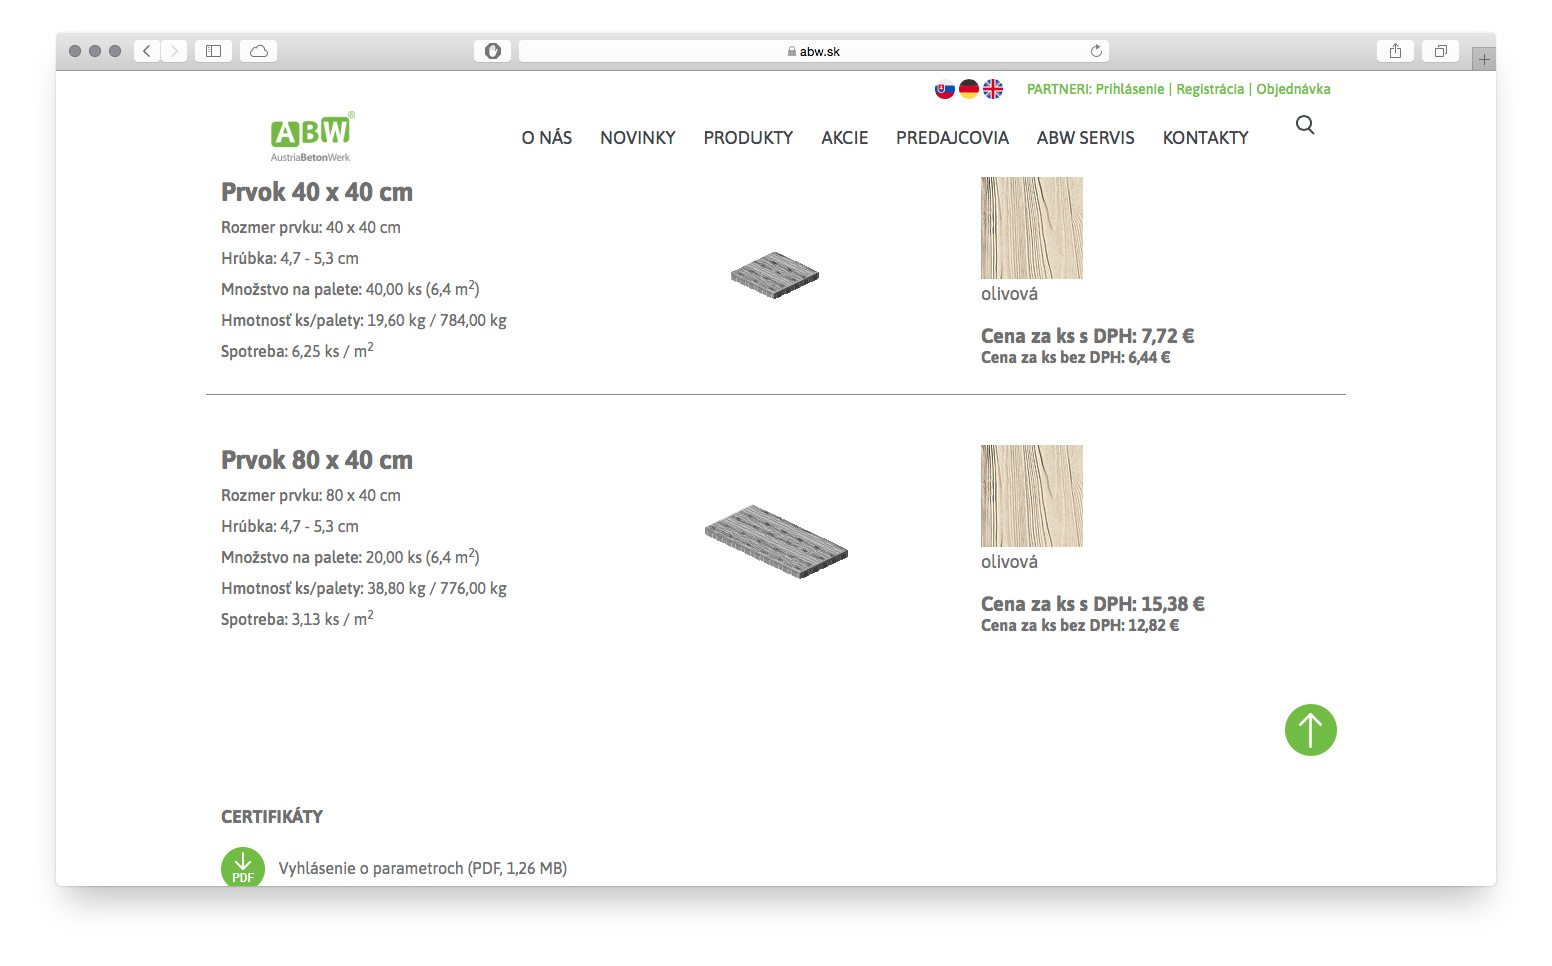 abw.sk
PARTNERI: Prihlásenie | Registrácia | Objednávka
ABW®
AustriaBetonWerk
O NÁS NOVINKY PRODUKTY AKCIE PREDAJCOVIA ABW SERVIS KONTAKTY
Prvok 40 x 40 cm
Rozmer prvku: 40 x 40 cm
Hrúbka: 4,7 - 5,3 cm
Množstvo na palete: 40,00 ks (6,4 m²)
Hmotnosť ks/palety: 19,60 kg / 784,00 kg
Spotreba: 6,25 ks / m²
olivová
Cena za ks s DPH: 7,72 €
Cena za ks bez DPH: 6,44 €
Prvok 80 x 40 cm
Rozmer prvku: 80 x 40 cm
Hrúbka: 4,7 - 5,3 cm
Množstvo na palete: 20,00 ks (6,4 m²)
Hmotnosť ks/palety: 38,80 kg / 776,00 kg
Spotreba: 3,13 ks / m²
olivová
Cena za ks s DPH: 15,38 €
Cena za ks bez DPH: 12,82 €
CERTIFIKÁTY
PDF
Vyhlásenie o parametroch (PDF, 1,26 MB)